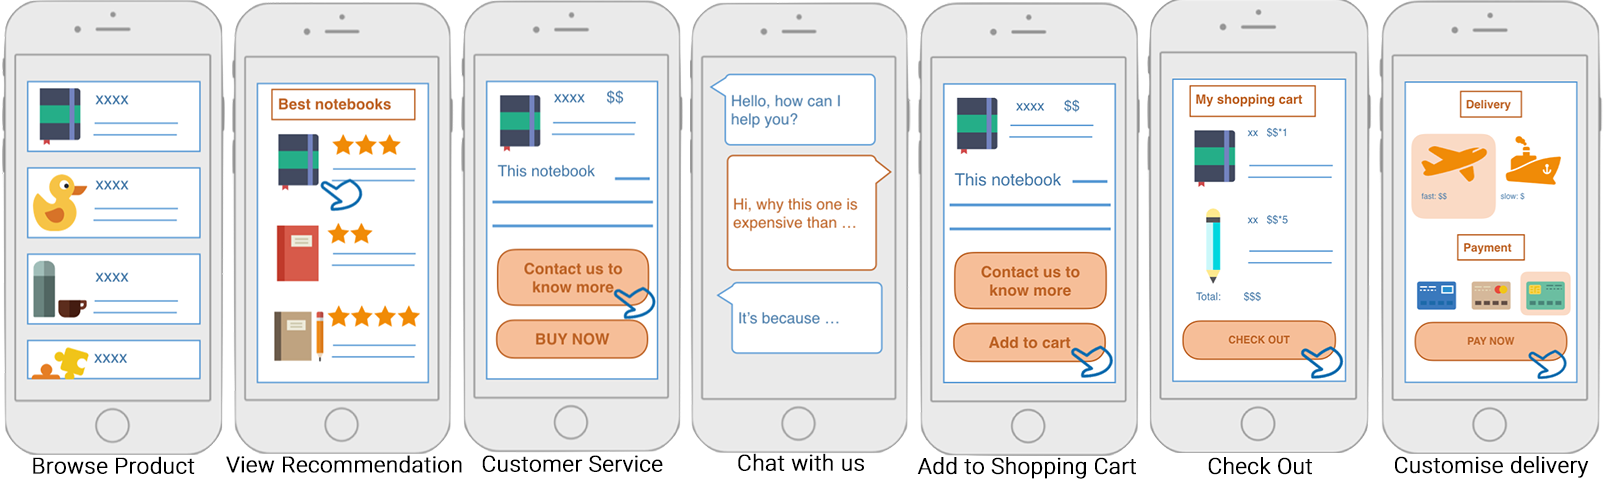 xxxx
xxxx
xxxx
xxxx
Browse Product
Best notebooks
View Recommendation
xxxx $$
This notebook
Contact us to
know more
BUY NOW
Customer Service
Hello, how can I
help you?
Hi, why this one is
expensive than ...
It's because ...
Chat with us
xxxx $$
This notebook
Contact us to
know more
Add to cart
Add to Shopping Cart
My shopping cart
xx $$*1
xx $$*5
Total: $$$
CHECK OUT
Check Out
Delivery
fast: $$ slow: $
Payment
PAY NOW
Customise delivery